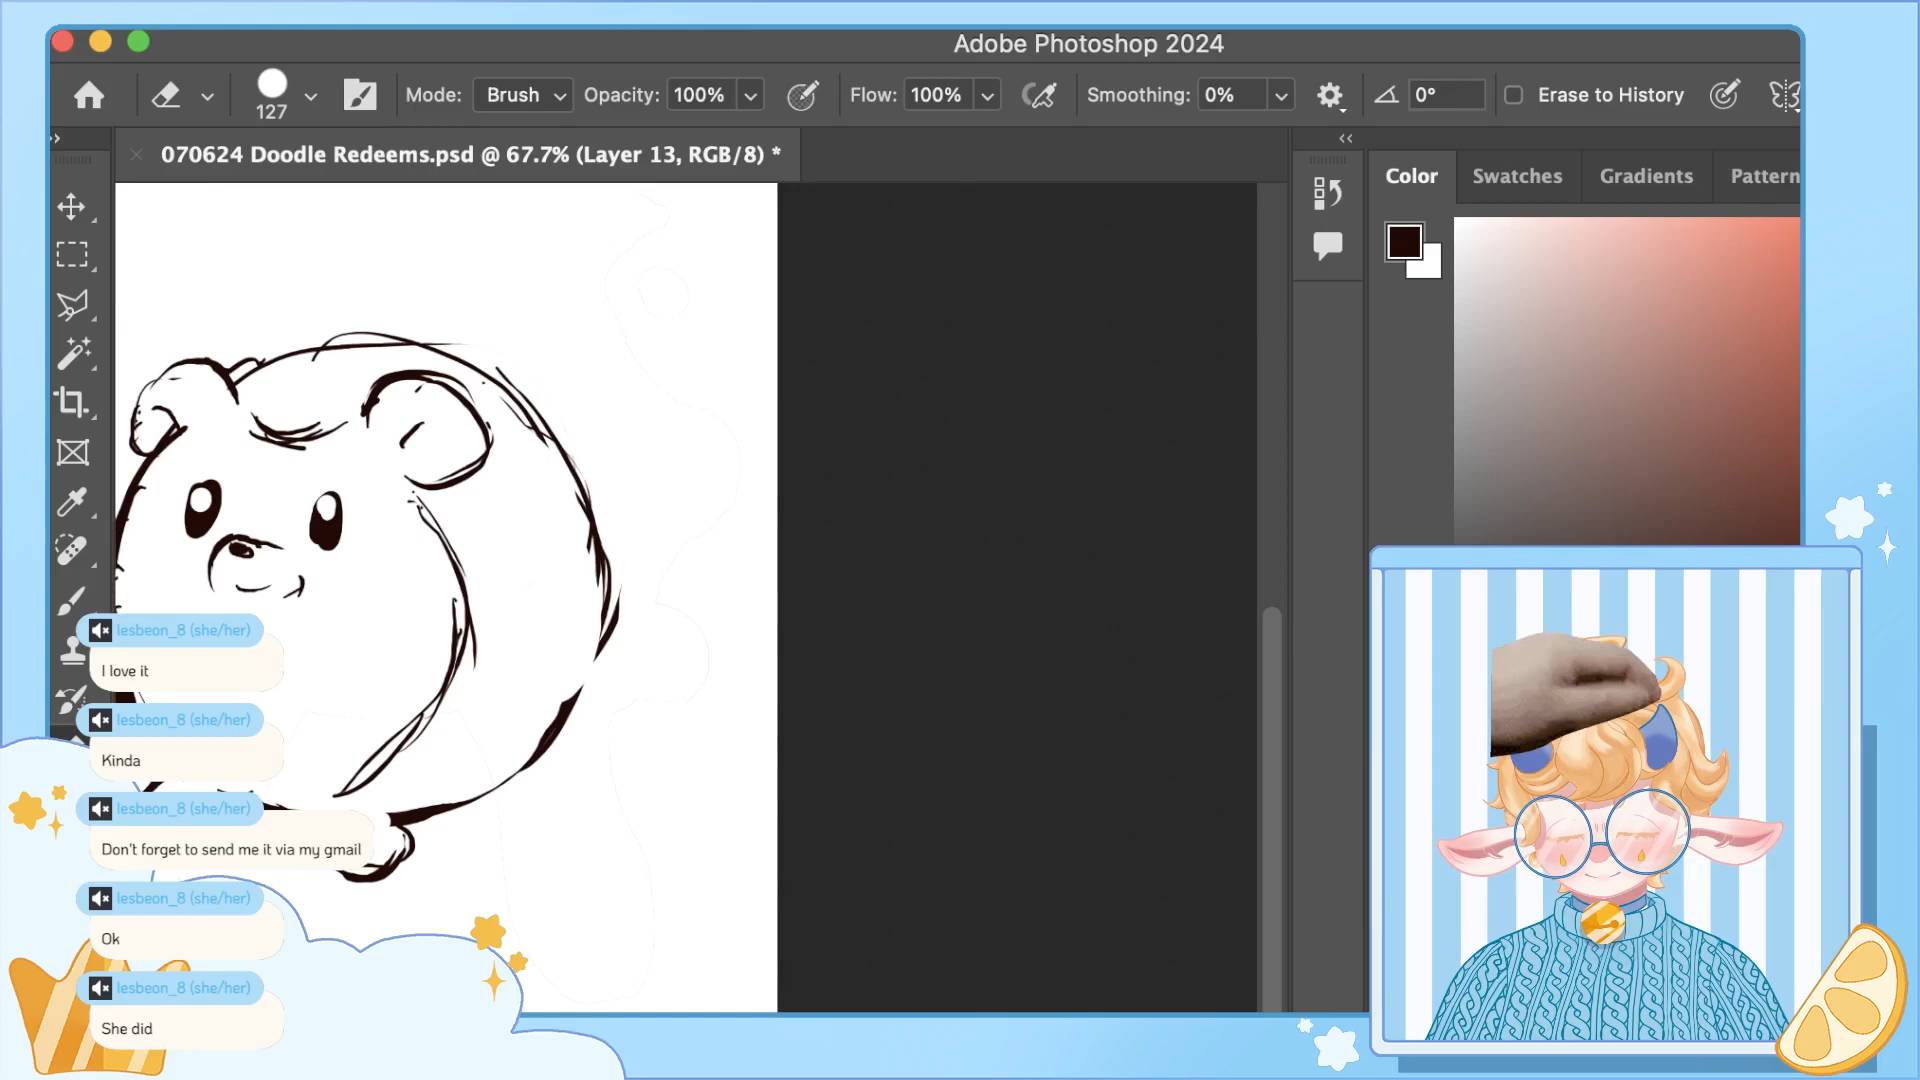 Adobe Photoshop 2024
127
Mode: Brush Opacity: 100% Flow: 100% Smoothing: 0% 0° Erase to History
070624 Doodle Redeems.psd @ 67.7% (Layer 13, RGB/8) *
Color Swatches Gradients Pattern
lesbeon_8 (she/her)
I love it
lesbeon_8 (she/her)
Kinda
lesbeon_8 (she/her)
Don't forget to send me it via my gmail
lesbeon_8 (she/her)
Ok
lesbeon_8 (she/her)
She did